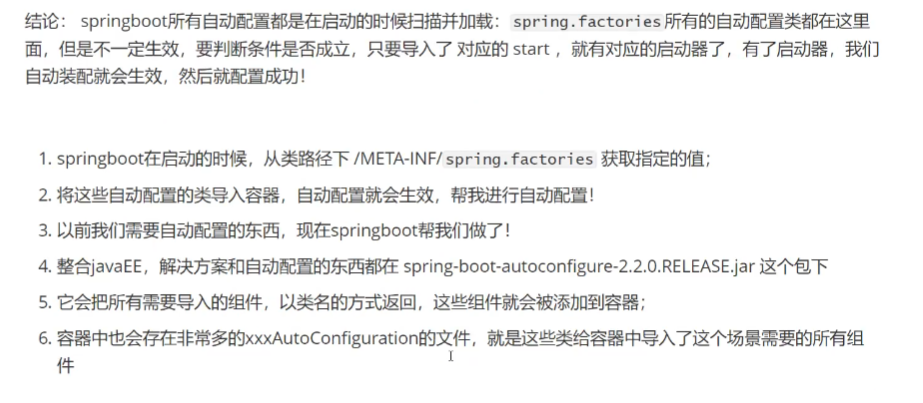 结论： springboot所有自动配置都是在启动的时候扫描并加载： spring.factories 所有的自动配置类都在这里
面，但是不一定生效，要判断条件是否成立，只要导入了 对应的 start ，就有对应的启动器了，有了启动器，我们
自动装配就会生效，然后就配置成功！
1. springboot在启动的时候，从类路径下 /META-INF/ spring.factories 获取指定的值；
2. 将这些自动配置的类导入容器，自动配置就会生效，帮我进行自动配置！
3. 以前我们需要自动配置的东西，现在springboot帮我们做了！
4. 整合javaEE，解决方案和自动配置的东西都在 spring-boot-autoconfigure-2.2.0.RELEASE.jar 这个包下
5. 它会把所有需要导入的组件，以类名的方式返回，这些组件就会被添加到容器；
6. 容器中也会存在非常多的xxxAutoConfiguration的文件，就是这些类给容器中导入了这个场景需要的所有组
件